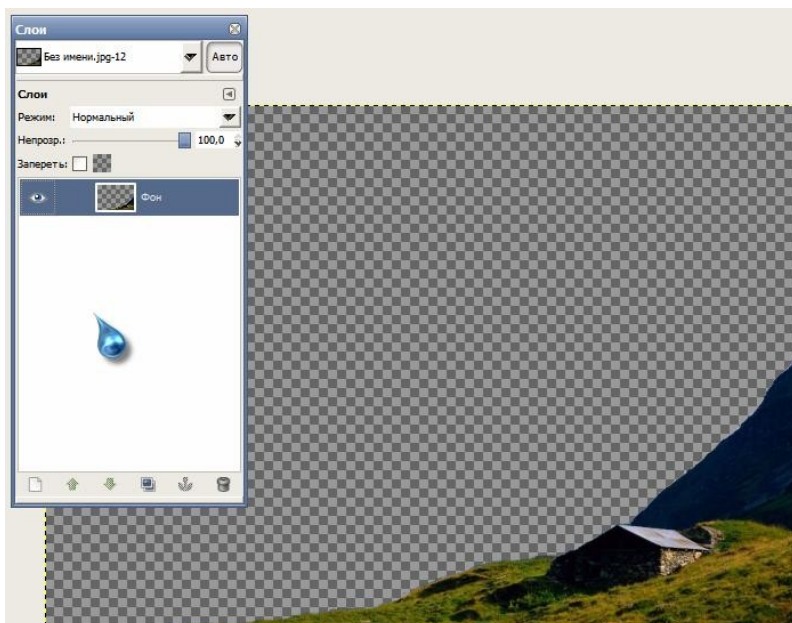 Слои
Без имени.jpg-12
Авто
Слои
Режим: Нормальный
Непрозр.: 100,0
Запереть:
Фон